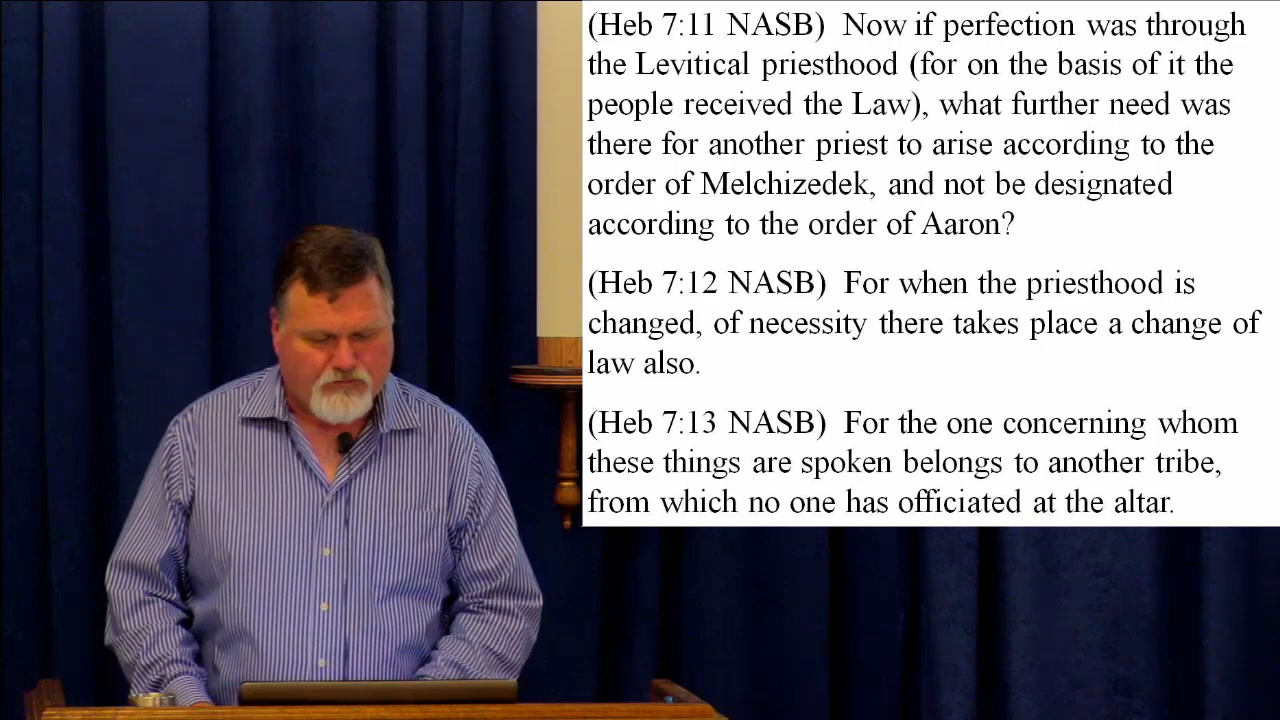 (Heb 7:11 NASB)  Now if perfection was through
the Levitical priesthood (for on the basis of it the
people received the Law), what further need was
there for another priest to arise according to the
order of Melchizedek, and not be designated
according to the order of Aaron?
(Heb 7:12 NASB)  For when the priesthood is
changed, of necessity there takes place a change of
law also.
(Heb 7:13 NASB)  For the one concerning whom
these things are spoken belongs to another tribe,
from which no one has officiated at the altar.